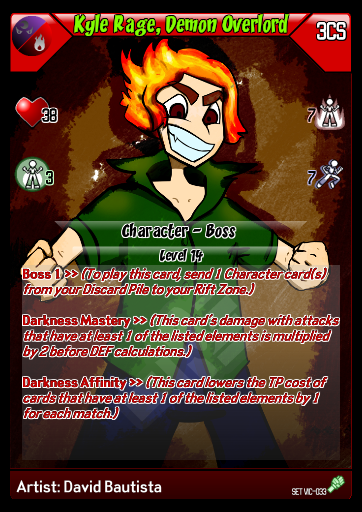 Kyle Rage, Demon Overlord
3CS
38
7
3
7
Character - Boss
Level 14
Boss 1 >> (To play this card, send 1 Character card(s)
from your Discard Pile to your Rift Zone.)
Darkness Mastery >> (This card's damage with attacks
that have at least 1 of the listed elements is multiplied
by 2 before DEF calculations.)
Darkness Affinity >> (This card lowers the TP cost of
cards that have at least 1 of the listed elements by 1
for each match.)
Artist: David Bautista
SET VIC-033